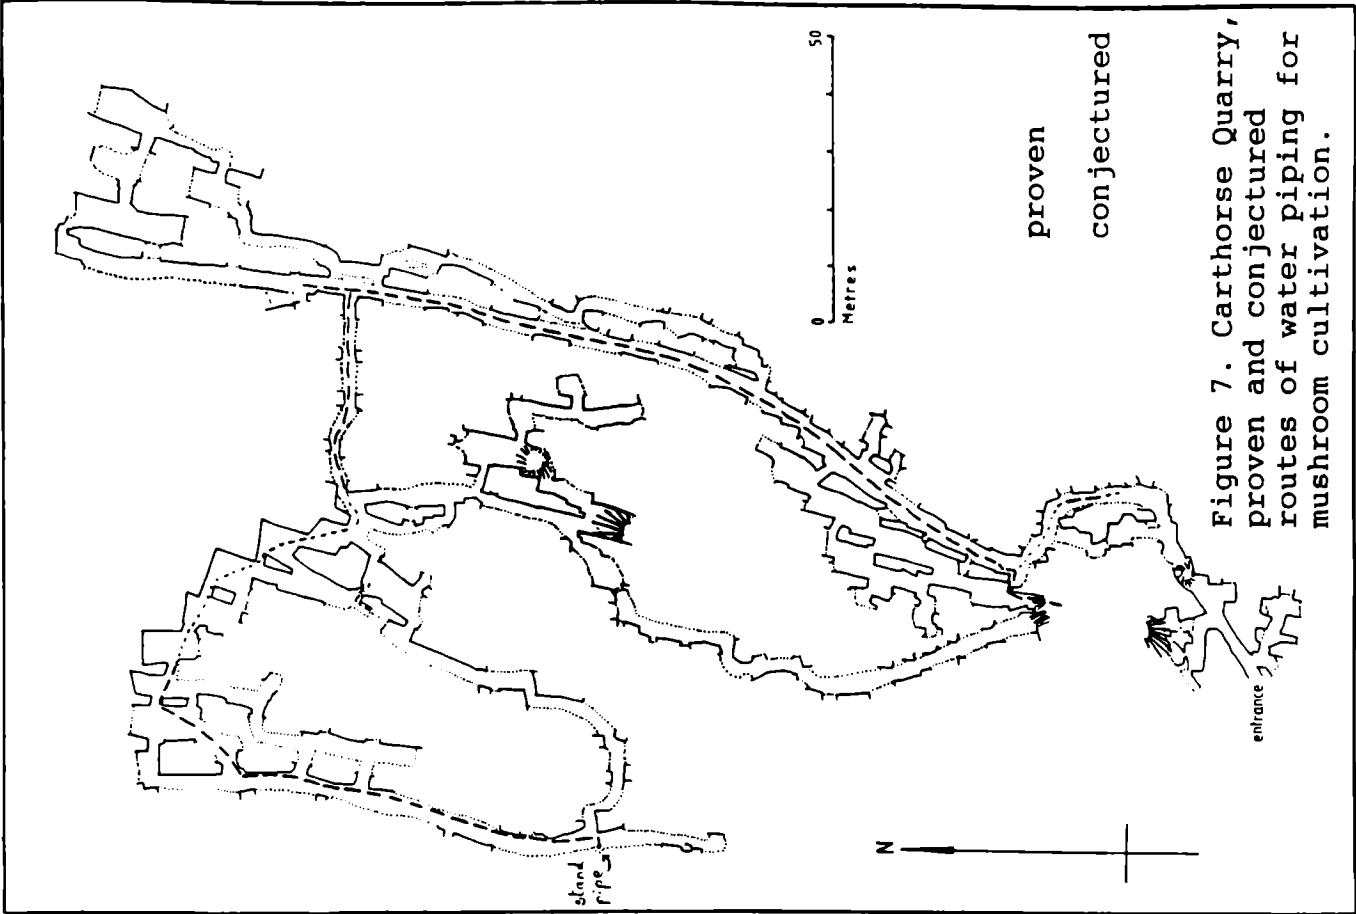 Figure 7. Carthorse Quarry,
proven and conjectured
routes of water piping for
mushroom cultivation.
proven
conjectured
0
50
Metres
N
stand
pipe
entrance